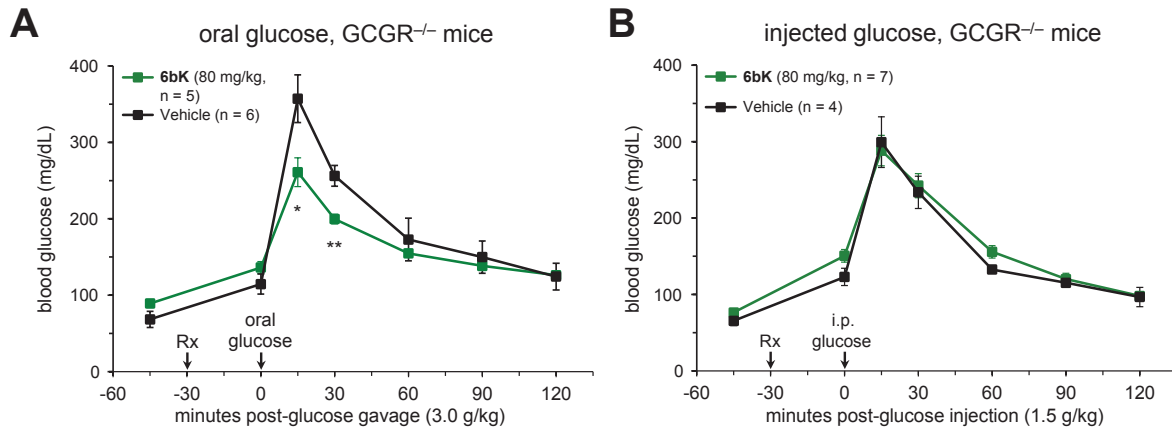 A
oral glucose, GCGR–/– mice
6bK (80 mg/kg,
n = 5)
Vehicle (n = 6)
blood glucose (mg/dL)
400
300
200
100
0
*
**
Rx
oral
glucose
-60
-30
0
30
60
90
120
minutes post-glucose gavage (3.0 g/kg)
B
injected glucose, GCGR–/– mice
6bK (80 mg/kg, n = 7)
Vehicle (n = 4)
blood glucose (mg/dL)
400
300
200
100
0
Rx
i.p.
glucose
-60
-30
0
30
60
90
120
minutes post-glucose injection (1.5 g/kg)